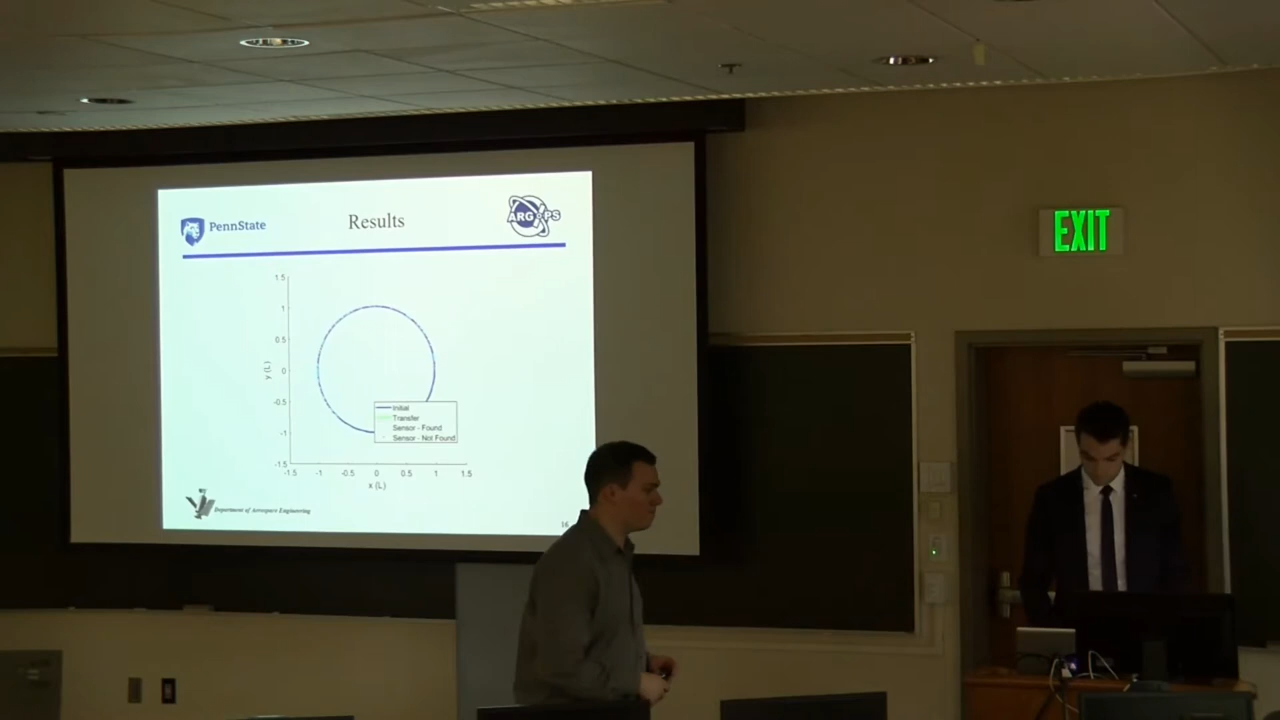 PennState
Results
ARGOPS
1.5
1
0.5
0
-0.5
-1
-1.5
y (L)
Initial
Transfer
Sensor - Found
Sensor - Not Found
-1.5 -1 -0.5 0 0.5 1 1.5
x (L)
Department of Aerospace Engineering
16
EXIT